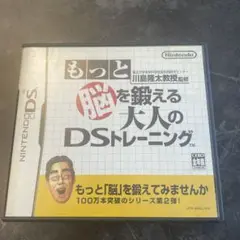 NINTENDO DS
もっと
川島隆太教授監修
Nintendo
脳を鍛える
大人の
DSトレーニング
もっと「脳」を鍛えてみませんか
100万本突破のシリーズ第2弾!